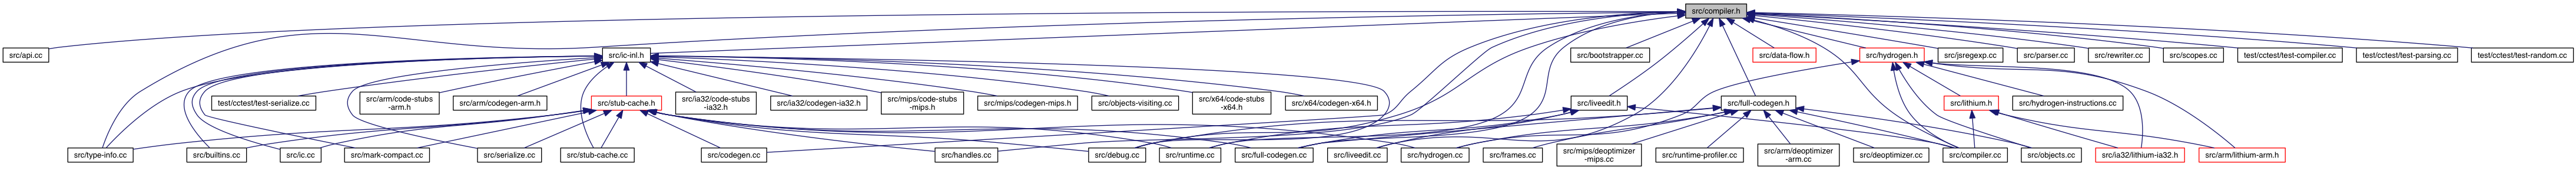 src/compiler.h
src/api.cc
src/ic-inl.h
src/bootstrapper.cc
src/data-flow.h
src/hydrogen.h
src/jsregexp.cc
src/parser.cc
src/rewriter.cc
src/scopes.cc
test/cctest/test-compiler.cc
test/cctest/test-parsing.cc
test/cctest/test-random.cc
test/cctest/test-serialize.cc
src/arm/code-stubs
-arm.h
src/arm/codegen-arm.h
src/stub-cache.h
src/ia32/code-stubs
-ia32.h
src/ia32/codegen-ia32.h
src/mips/code-stubs
-mips.h
src/mips/codegen-mips.h
src/objects-visiting.cc
src/x64/code-stubs
-x64.h
src/x64/codegen-x64.h
src/liveedit.h
src/full-codegen.h
src/lithium.h
src/hydrogen-instructions.cc
src/type-info.cc
src/builtins.cc
src/ic.cc
src/mark-compact.cc
src/serialize.cc
src/stub-cache.cc
src/codegen.cc
src/handles.cc
src/debug.cc
src/runtime.cc
src/full-codegen.cc
src/liveedit.cc
src/hydrogen.cc
src/frames.cc
src/mips/deoptimizer
-mips.cc
src/runtime-profiler.cc
src/arm/deoptimizer
-arm.cc
src/deoptimizer.cc
src/compiler.cc
src/objects.cc
src/ia32/lithium-ia32.h
src/arm/lithium-arm.h